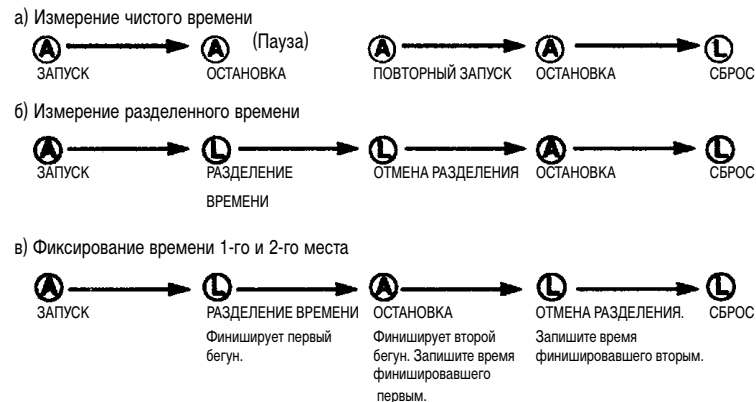 а) Измерение чистого времени
А А (Пауза) А А L
ЗАПУСК ОСТАНОВКА ПОВТОРНЫЙ ЗАПУСК ОСТАНОВКА СБРОС
б) Измерение разделенного времени
А L L А L
ЗАПУСК РАЗДЕЛЕНИЕ ОТМЕНА РАЗДЕЛЕНИЯ ОСТАНОВКА СБРОС
ВРЕМЕНИ
в) Фиксирование времени 1-го и 2-го места
А L А L L
ЗАПУСК РАЗДЕЛЕНИЕ ВРЕМЕНИ ОСТАНОВКА ОТМЕНА РАЗДЕЛЕНИЯ. СБРОС
Финиширует первый Финиширует второй Запишите время
бегун. бегун. Запишите время финишировавшего вторым.
финишировавшего
первым.